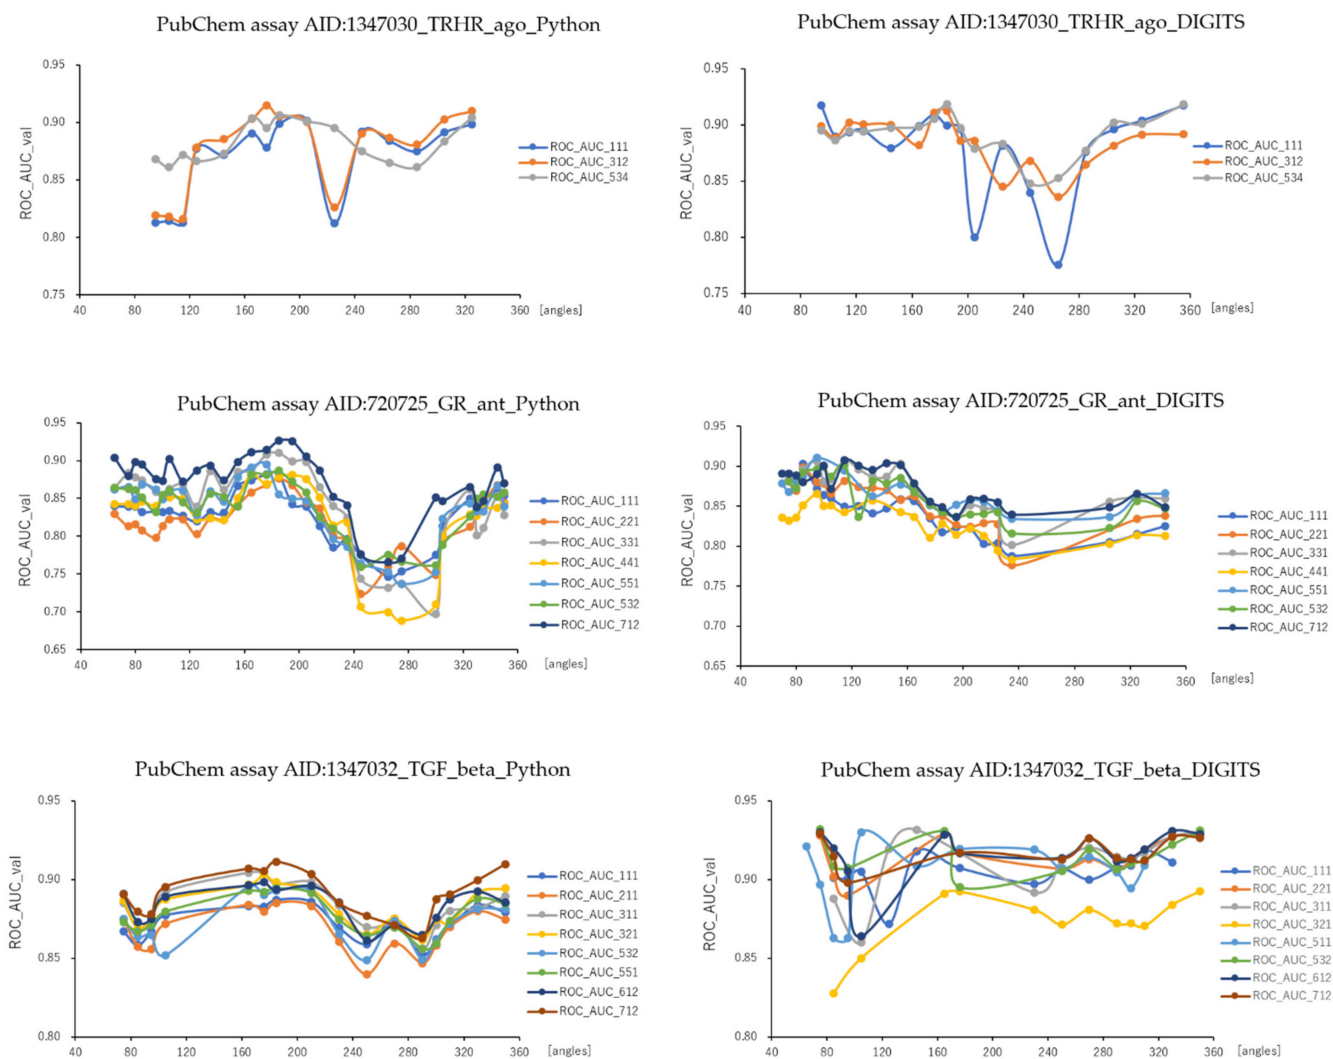 PubChem assay AID:1347030_TRHR_ago_Python
ROC_AUC_val
0.95
0.90
0.85
0.80
0.75
40 80 120 160 200 240 280 320 360 [angles]
ROC_AUC_111
ROC_AUC_312
ROC_AUC_534
PubChem assay AID:1347030_TRHR_ago_DIGITS
ROC_AUC_val
0.95
0.90
0.85
0.80
0.75
40 80 120 160 200 240 280 320 360 [angles]
ROC_AUC_111
ROC_AUC_312
ROC_AUC_534
PubChem assay AID:720725_GR_ant_Python
ROC_AUC_val
0.95
0.90
0.85
0.80
0.75
0.70
0.65
40 80 120 160 200 240 280 320 360 [angles]
ROC_AUC_111
ROC_AUC_221
ROC_AUC_331
ROC_AUC_441
ROC_AUC_551
ROC_AUC_532
ROC_AUC_712
PubChem assay AID:720725_GR_ant_DIGITS
ROC_AUC_val
0.95
0.90
0.85
0.80
0.75
0.70
0.65
40 80 120 160 200 240 280 320 360 [angles]
ROC_AUC_111
ROC_AUC_221
ROC_AUC_331
ROC_AUC_441
ROC_AUC_551
ROC_AUC_532
ROC_AUC_712
PubChem assay AID:1347032_TGF_beta_Python
ROC_AUC_val
0.95
0.90
0.85
0.80
40 80 120 160 200 240 280 320 360 [angles]
ROC_AUC_111
ROC_AUC_211
ROC_AUC_311
ROC_AUC_321
ROC_AUC_532
ROC_AUC_551
ROC_AUC_612
ROC_AUC_712
PubChem assay AID:1347032_TGF_beta_DIGITS
ROC_AUC_val
0.95
0.90
0.85
0.80
40 80 120 160 200 240 280 320 360 [angles]
ROC_AUC_111
ROC_AUC_221
ROC_AUC_311
ROC_AUC_321
ROC_AUC_511
ROC_AUC_532
ROC_AUC_612
ROC_AUC_712